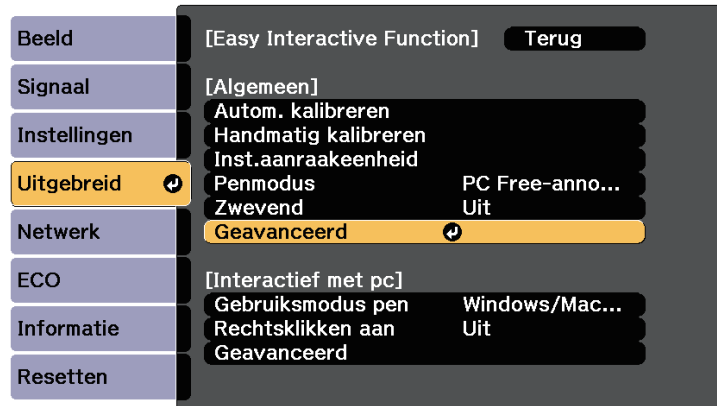 Beeld
Signaal
Instellingen
Uitgebreid
Netwerk
ECO
Informatie
Resetten
[Easy Interactive Function] Terug
[Algemeen]
Autom. kalibreren
Handmatig kalibreren
Inst.aanraakeenheid
Penmodus PC Free-anno...
Zwevend Uit
Geavanceerd
[Interactief met pc]
Gebruiksmodus pen Windows/Mac...
Rechtsklikken aan Uit
Geavanceerd